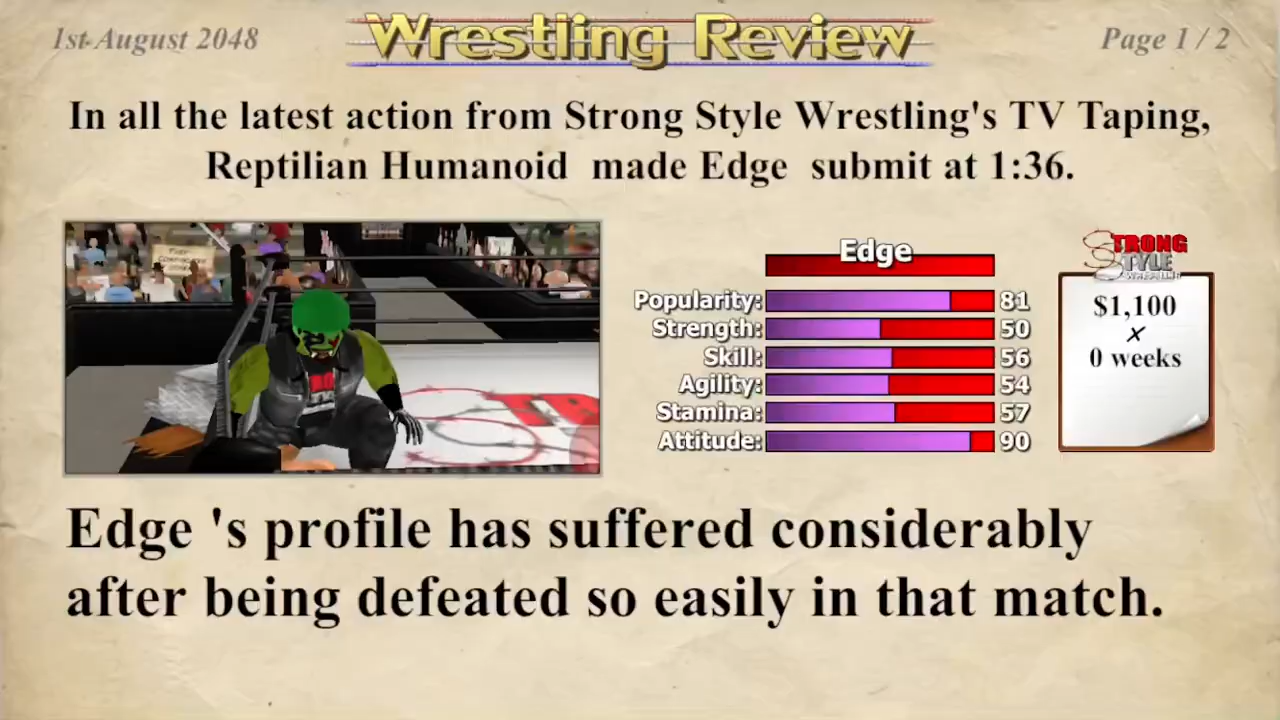 1st August 2048
Wrestling Review
Page 1 / 2
In all the latest action from Strong Style Wrestling's TV Taping,
Reptilian Humanoid made Edge submit at 1:36.
Edge
Popularity: 81
Strength: 50
Skill: 56
Agility: 54
Stamina: 57
Attitude: 90
STRONG
STYLE
$1,100
×
0 weeks
Edge 's profile has suffered considerably
after being defeated so easily in that match.